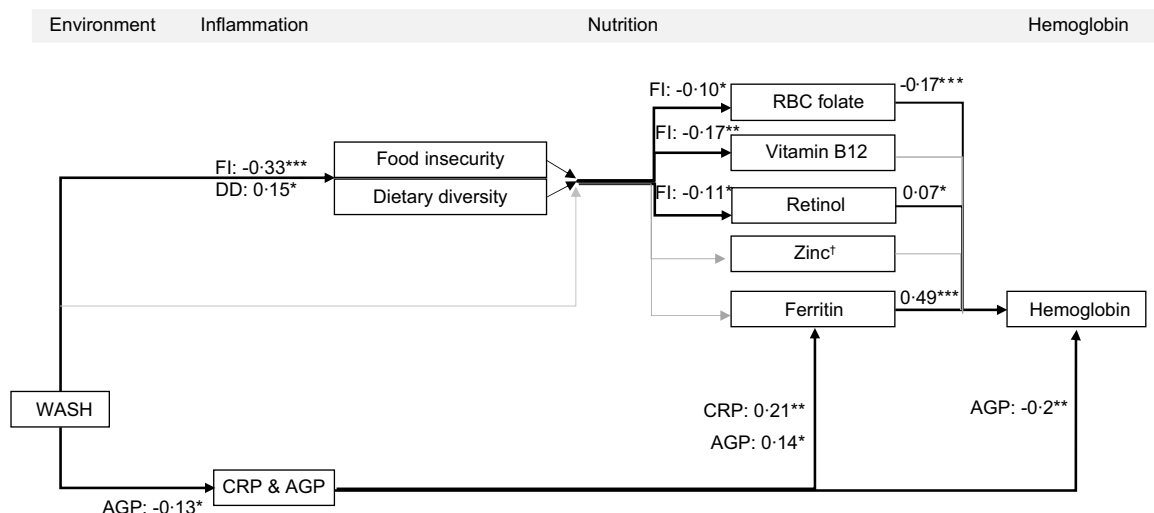 Environment Inflammation Nutrition Hemoglobin
FI: -0·10* RBC folate -0·17***
FI: -0·17** Vitamin B12
FI: -0·33*** Food insecurity
DD: 0·15* Dietary diversity
FI: -0·11* Retinol 0·07*
Zinc†
Ferritin 0·49*** Hemoglobin
WASH
CRP: 0·21** AGP: -0·2**
AGP: 0·14*
CRP & AGP
AGP: -0·13*